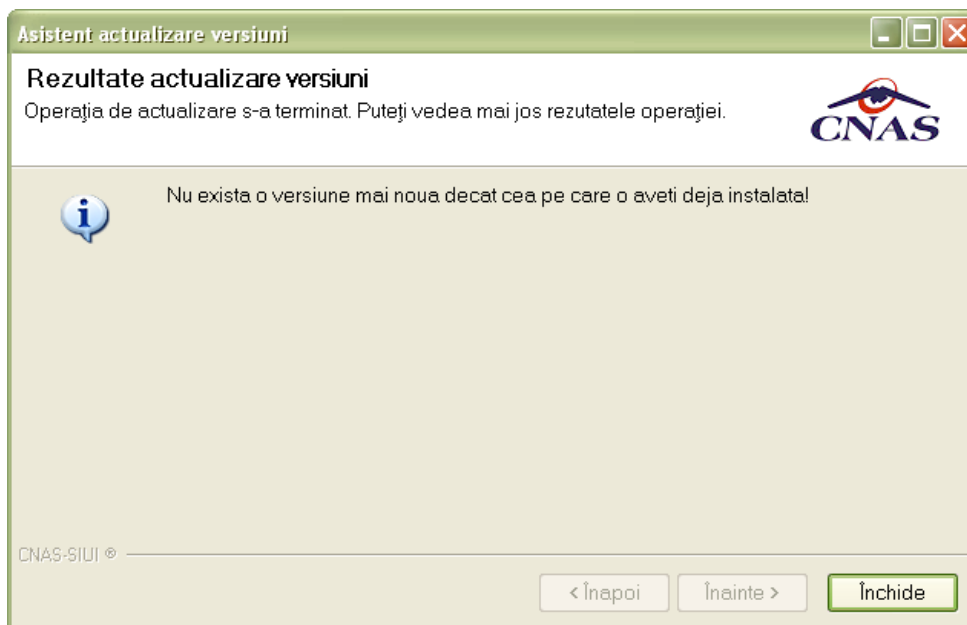 Asistent actualizare versiuni
Rezultate actualizare versiuni
Operaţia de actualizare s-a terminat. Puteţi vedea mai jos rezutatele operaţiei.
CNAS
Nu exista o versiune mai noua decat cea pe care o aveti deja instalata!
CNAS-SIUI ®
< Înapoi
Înainte >
Închide